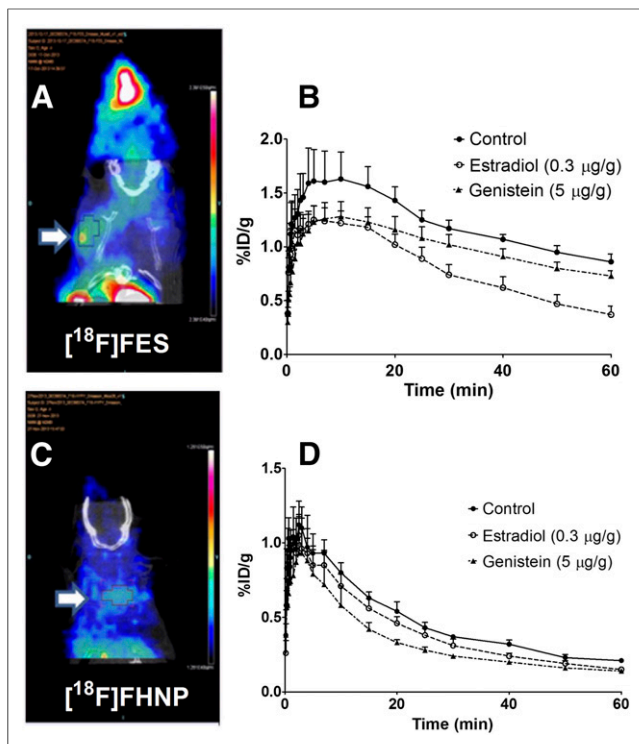 A
[18F]FES
B
2.0
1.5
1.0
0.5
0.0
%ID/g
Control
Estradiol (0.3 µg/g)
Genistein (5 µg/g)
0
20
40
60
Time (min)
C
[18F]FHNP
D
1.5
1.0
0.5
0.0
%ID/g
Control
Estradiol (0.3 µg/g)
Genistein (5 µg/g)
0
20
40
60
Time (min)